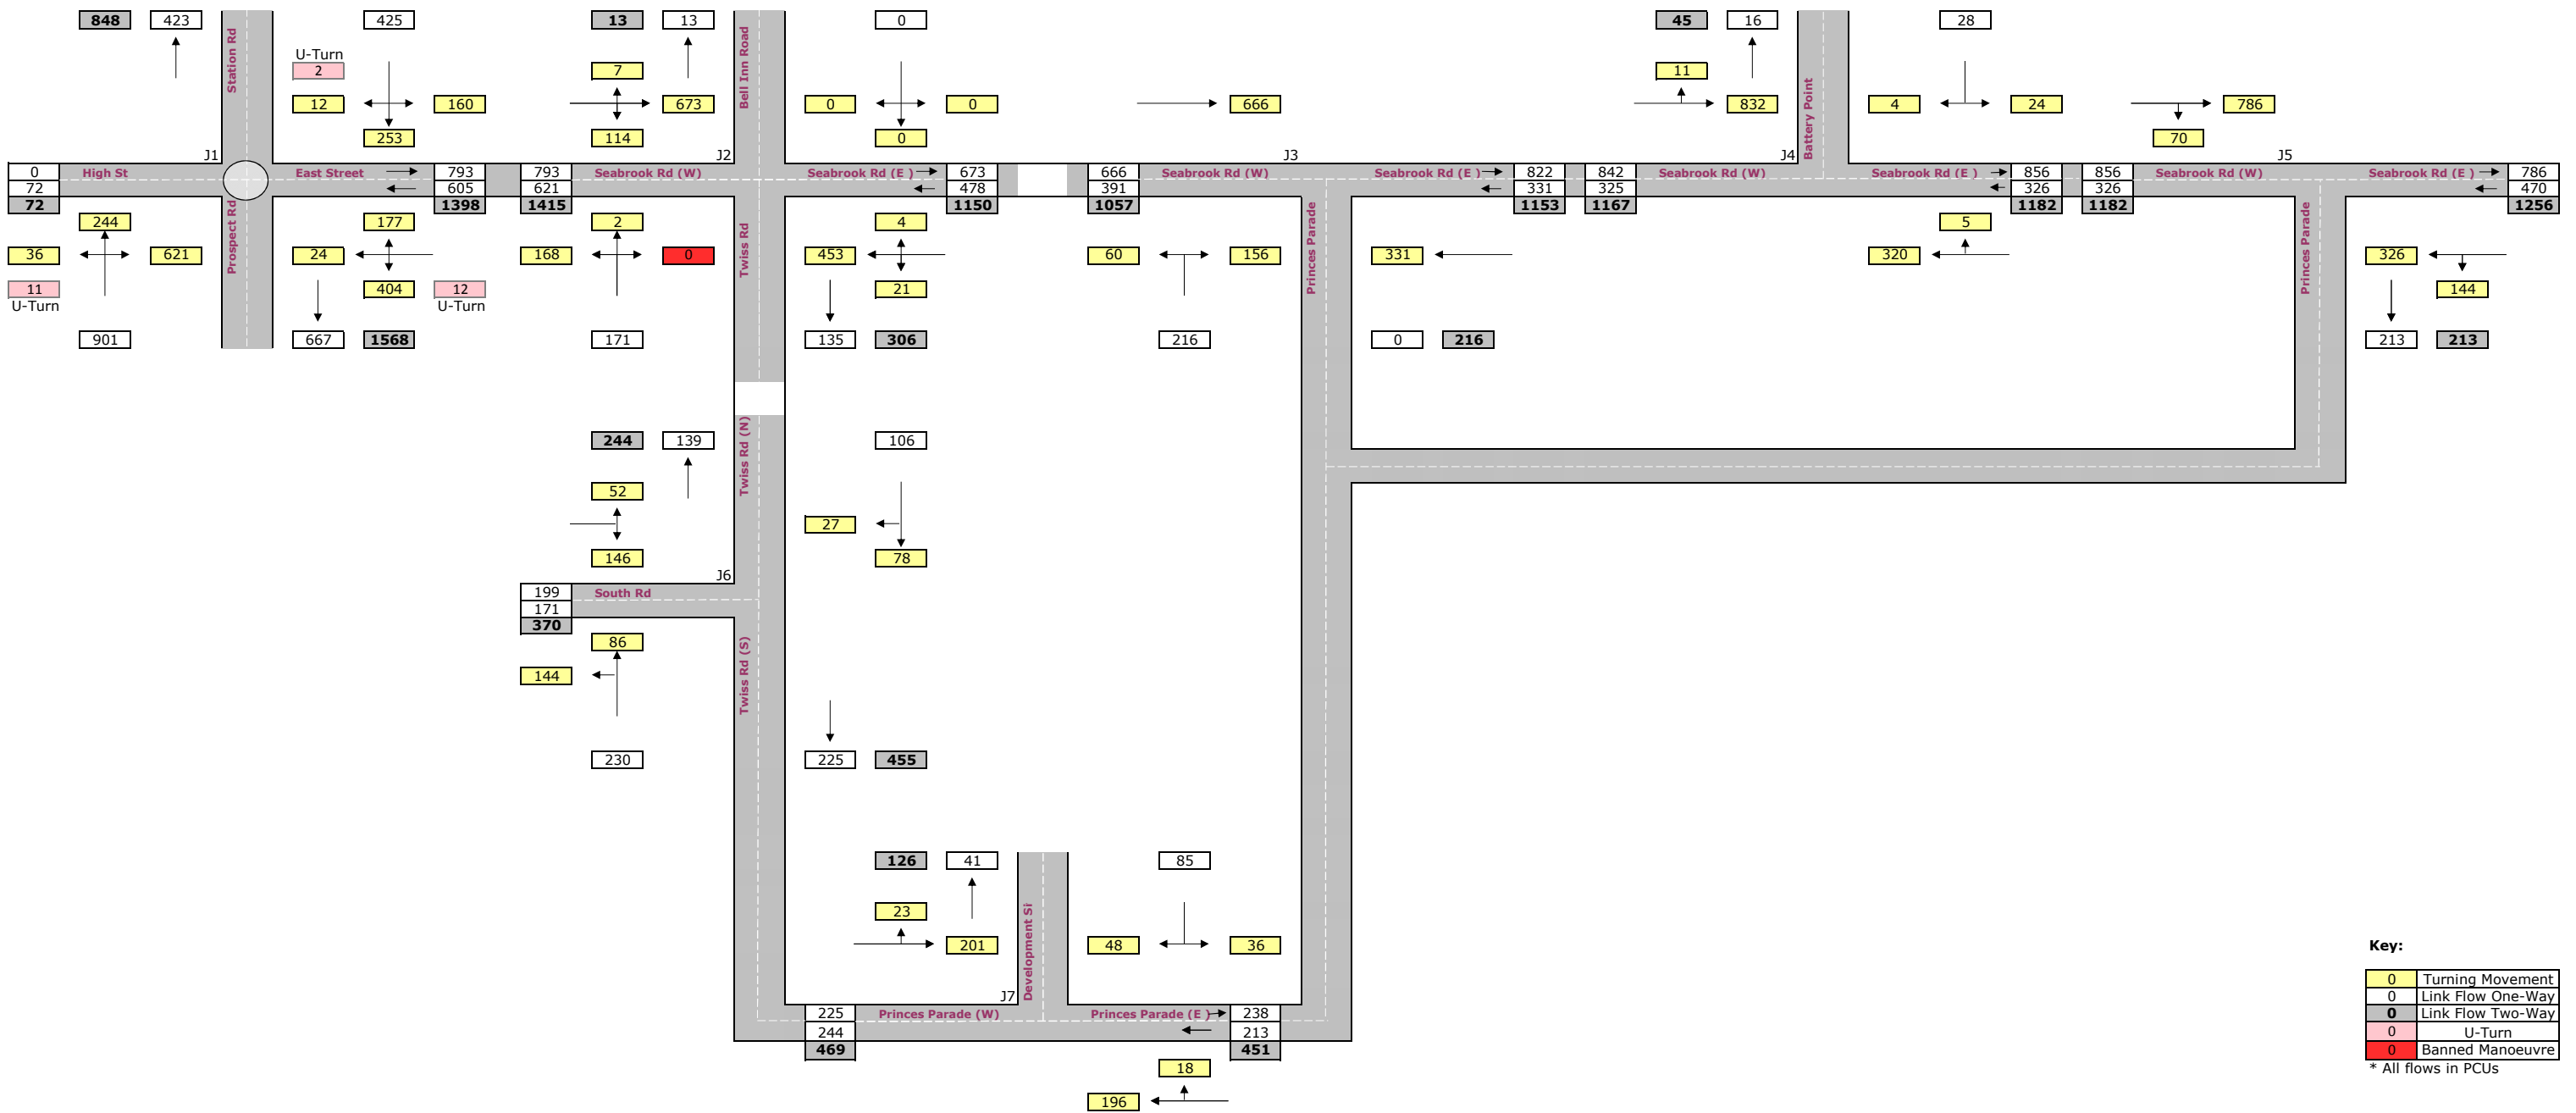 848 423 425 13 13 0 45 16 28
U-Turn
2 7 11
12 160 673 0 0 666 832 4 24 786
253 114 0 70
Station Rd
Bell Inn Road
Battery Point
J1 J2 J3 J4 J5
0 High St East Street 793 793 Seabrook Rd (W) Seabrook Rd (E ) 673 666 Seabrook Rd (W) Seabrook Rd (E ) 822 842 Seabrook Rd (W) Seabrook Rd (E ) 856 856 Seabrook Rd (W) Seabrook Rd (E ) 786
72 605 621 478 391 331 325 326 326 470
72 1398 1415 1150 1057 1153 1167 1182 1182 1256
Prospect Rd
Twiss Rd
Princes Parade
Princes Parade
244 177 2 4 5
36 621 24 168 0 453 60 156 331 320 326
11 404 12 21 144
U-Turn U-Turn
901 667 1568 171 135 306 216 0 216 213 213
Twiss Rd (N)
244 139 106
52
27
146 78
J6
199 South Rd
171
370
86
144
Twiss Rd (S)
230 225 455
126 41 85
23
201 48 36
Development Si
J7
225 Princes Parade (W) Princes Parade (E ) 238
244 213
469 451
18
196
Key:
0 Turning Movement
0 Link Flow One-Way
0 Link Flow Two-Way
0 U-Turn
0 Banned Manoeuvre
* All flows in PCUs